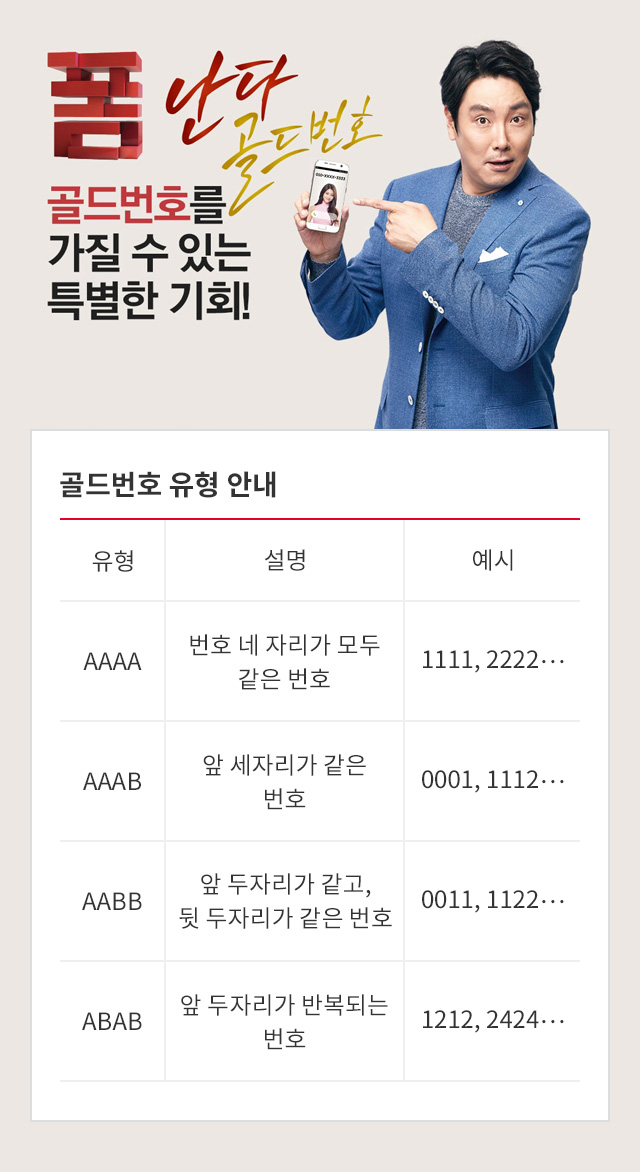 폼 난다
골드번호
010-XXXX-3333
골드번호를
가질 수 있는
특별한 기회!
골드번호 유형 안내
유형 설명 예시
AAAA 번호 네 자리가 모두 1111, 2222⋯
같은 번호
AAAB 앞 세자리가 같은 0001, 1112⋯
번호
AABB 앞 두자리가 같고, 0011, 1122⋯
뒷 두자리가 같은 번호
ABAB 앞 두자리가 반복되는 1212, 2424⋯
번호